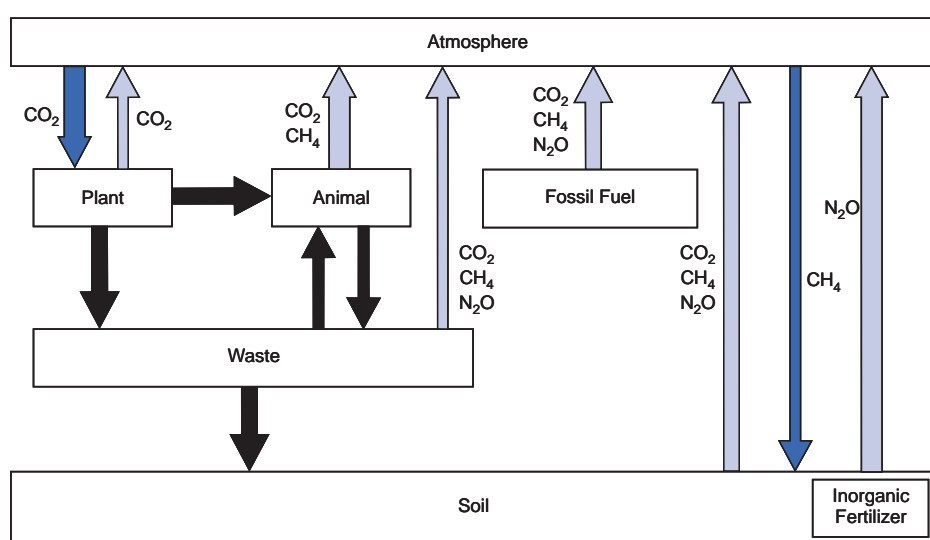 Atmosphere
CO₂
CO₂
CO₂
CH₄
CO₂
CH₄
N₂O
Plant
Animal
Fossil Fuel
N₂O
CO₂
CH₄
N₂O
CO₂
CH₄
N₂O
CH₄
Waste
Soil
Inorganic
Fertilizer